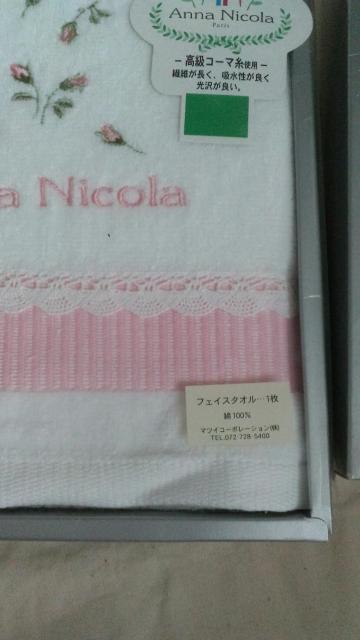 Anna Nicola
Paris
－高級コーマ糸使用－
繊維が長く、吸水性が良く
光沢が良い。
a Nicola
フェイスタオル…1枚
綿100%
マツイコーポレーション(株)
TEL.072-728-5400